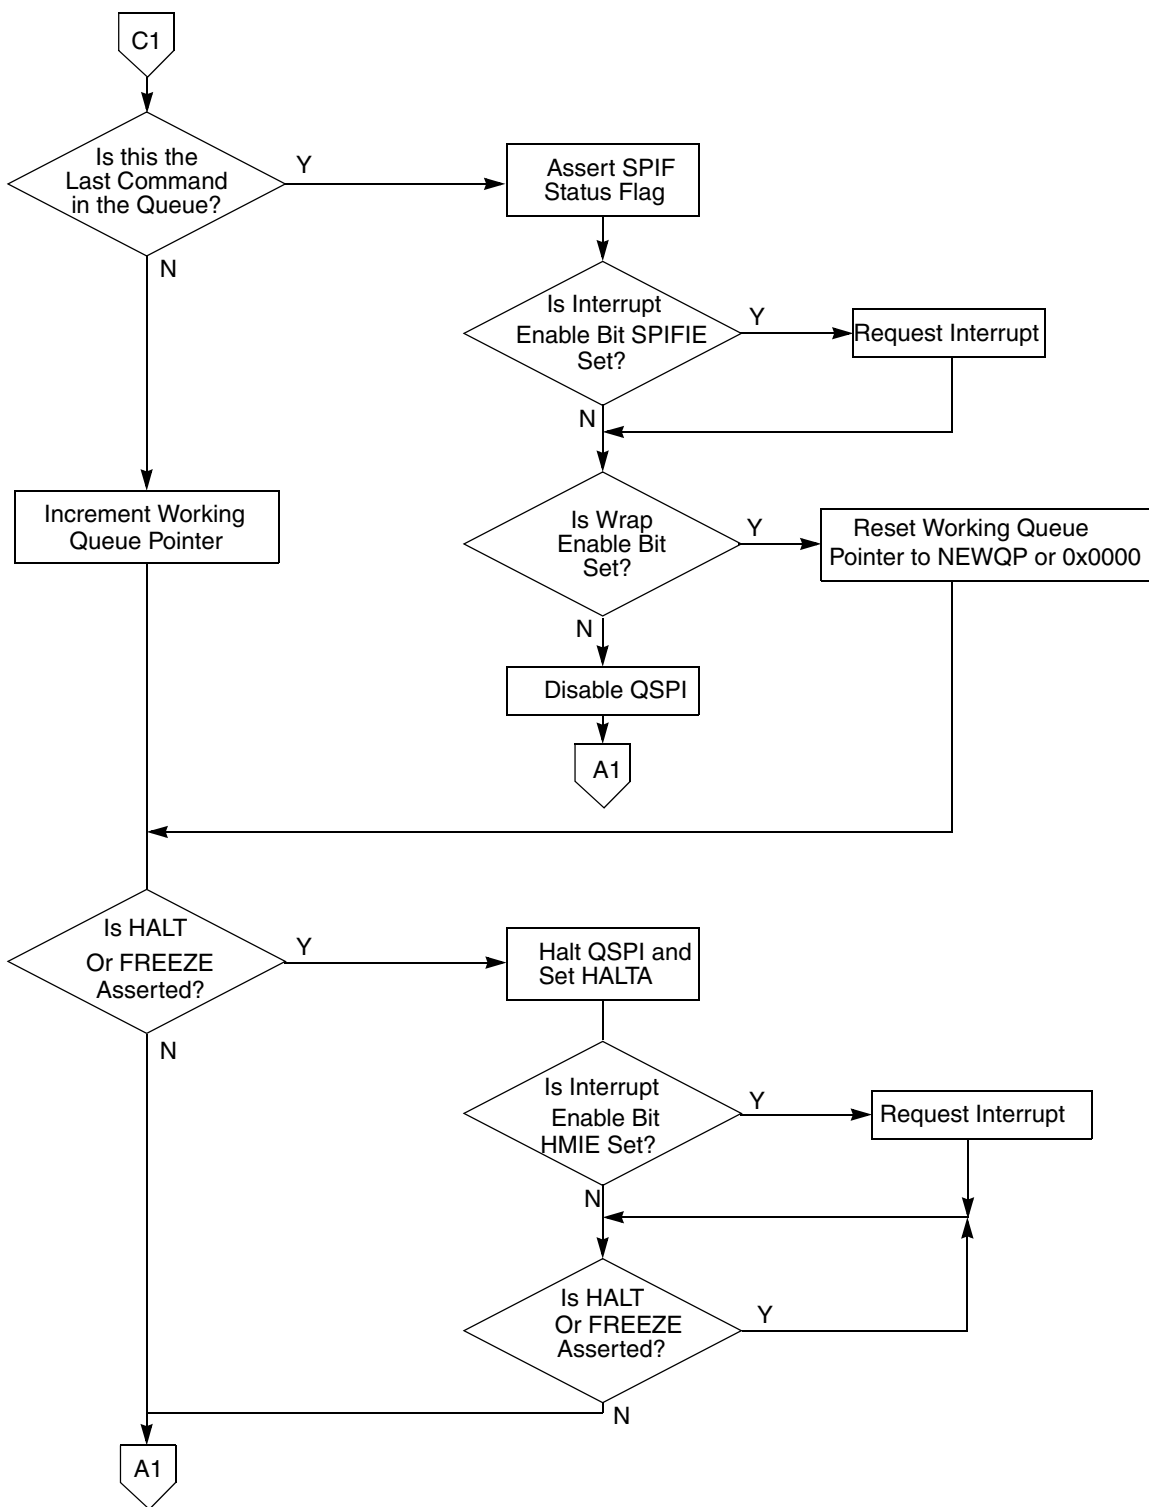 C1
Is this the
Last Command
in the Queue?
Y
Assert SPIF
Status Flag
N
Is Interrupt
Enable Bit SPIFIE
Set?
Y
Request Interrupt
N
Increment Working
Queue Pointer
Is Wrap
Enable Bit
Set?
Y
Reset Working Queue
Pointer to NEWQP or 0x0000
N
Disable QSPI
A1
Is HALT
Or FREEZE
Asserted?
Y
Halt QSPI and
Set HALTA
N
Is Interrupt
Enable Bit
HMIE Set?
Y
Request Interrupt
N
Is HALT
Or FREEZE
Asserted?
Y
N
A1